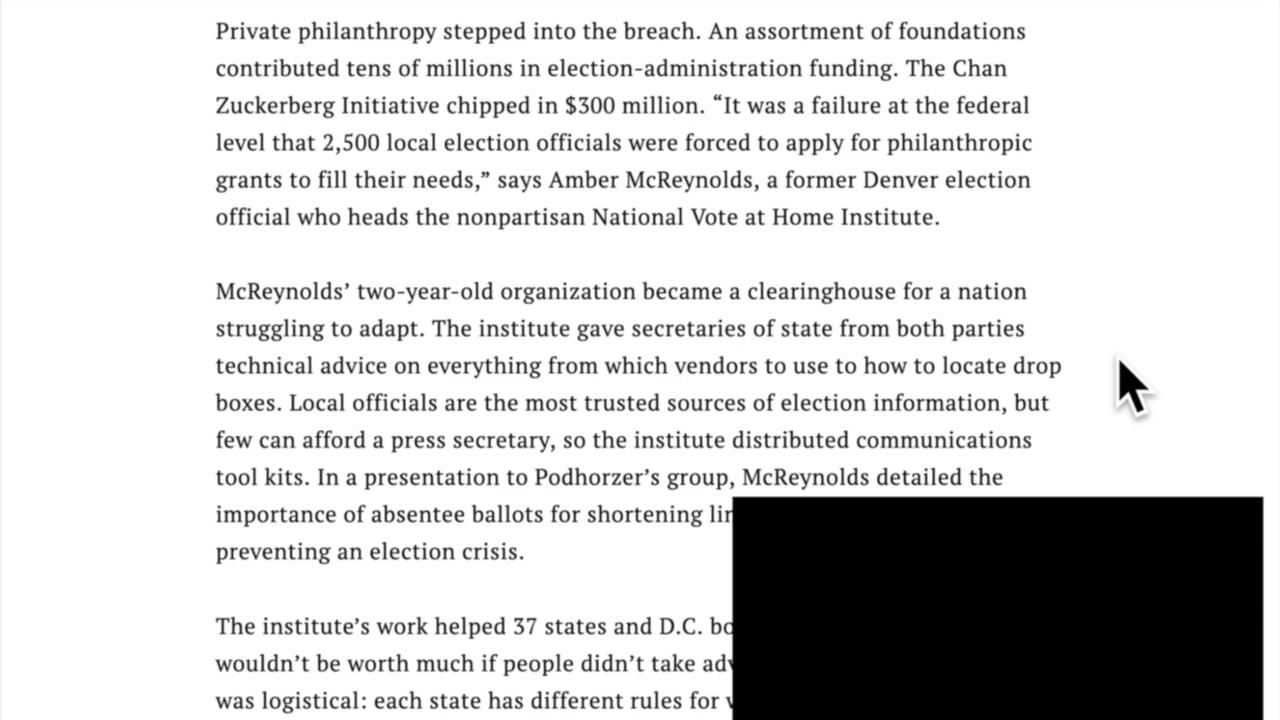 Private philanthropy stepped into the breach. An assortment of foundations
contributed tens of millions in election-administration funding. The Chan
Zuckerberg Initiative chipped in $300 million. “It was a failure at the federal
level that 2,500 local election officials were forced to apply for philanthropic
grants to fill their needs,” says Amber McReynolds, a former Denver election
official who heads the nonpartisan National Vote at Home Institute.
McReynolds’ two-year-old organization became a clearinghouse for a nation
struggling to adapt. The institute gave secretaries of state from both parties
technical advice on everything from which vendors to use to how to locate drop
boxes. Local officials are the most trusted sources of election information, but
few can afford a press secretary, so the institute distributed communications
tool kits. In a presentation to Podhorzer’s group, McReynolds detailed the
importance of absentee ballots for shortening
preventing an election crisis.
The institute’s work helped 37 states and D.C.
wouldn’t be worth much if people didn’t take
was logistical: each state has different rules for